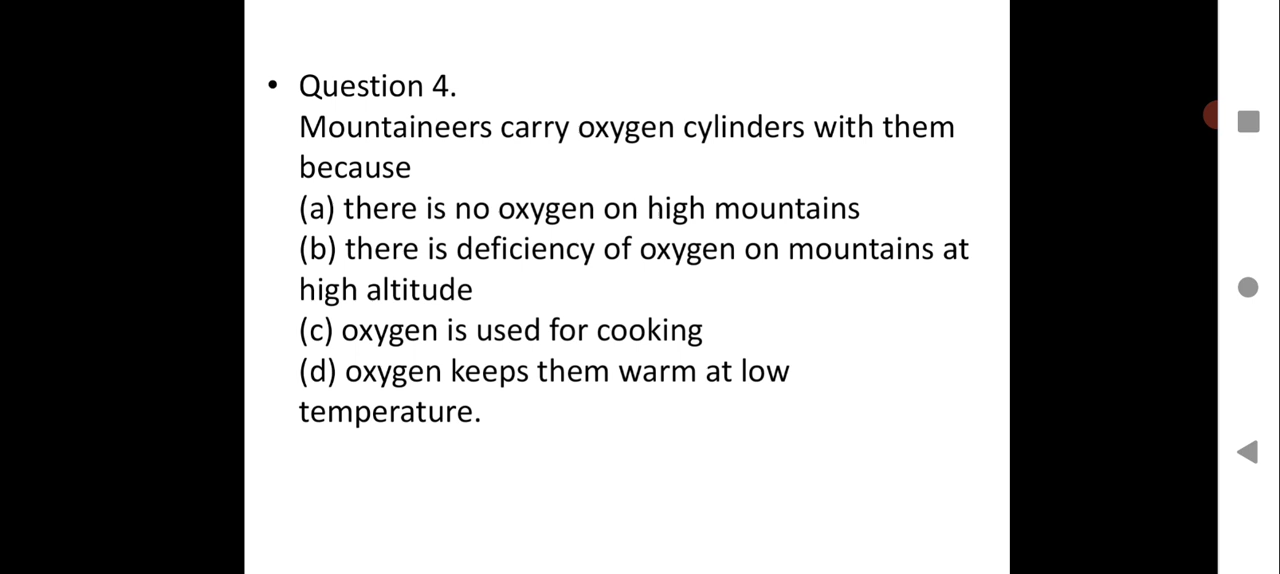 • Question 4.
Mountaineers carry oxygen cylinders with them
because
(a) there is no oxygen on high mountains
(b) there is deficiency of oxygen on mountains at
high altitude
(c) oxygen is used for cooking
(d) oxygen keeps them warm at low
temperature.